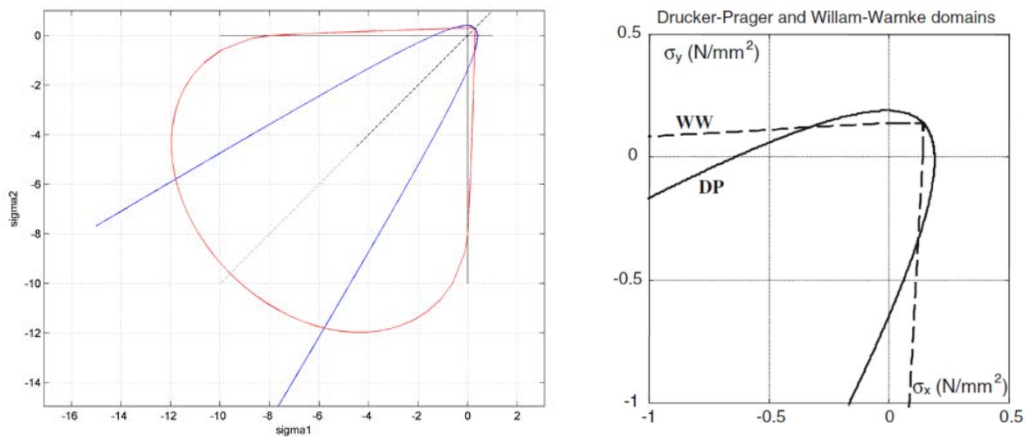 0
-2
-4
-6
-8
-10
-12
-14
sigma2
-16 -14 -12 -10 -8 -6 -4 -2 0 2
sigma1
Drucker-Prager and Willam-Warnke domains
0.5
σy (N/mm²)
WW
0
DP
-0.5
σx (N/mm²)
-1
-1 -0.5 0 0.5